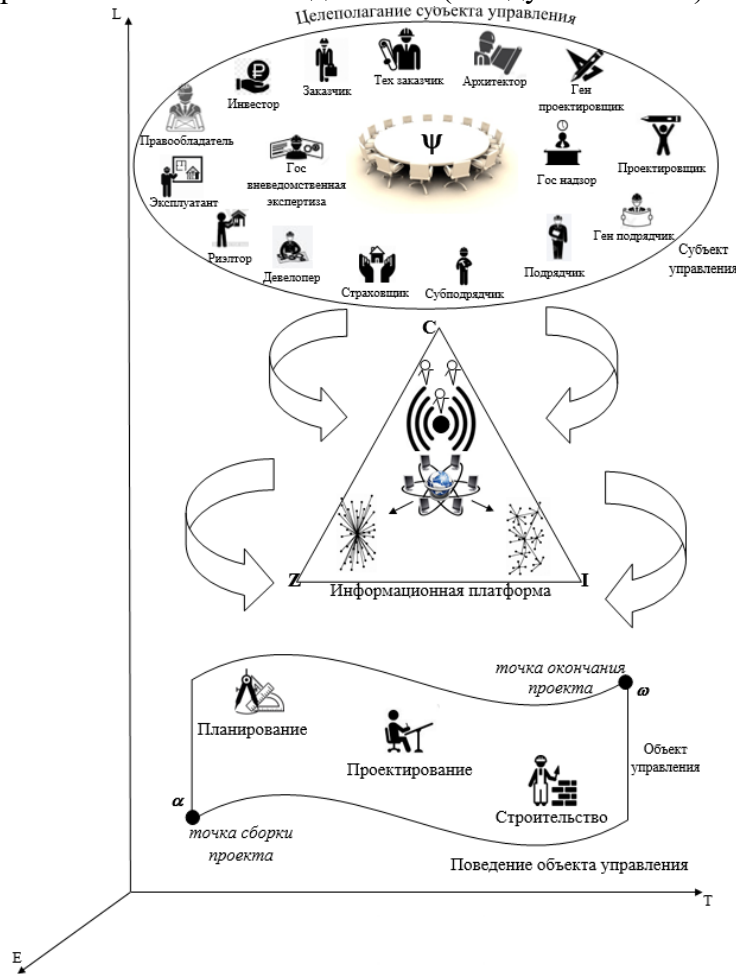 L
Целеполагание субъекта управления
Инвестор
Заказчик
Тех заказчик
Архитектор
Ген
проектировщик
Правообладатель
Ψ
Гос
вневедомственная
экспертиза
Гос надзор
Проектировщик
Эксплуатант
Риэлтор
Девелопер
Страховщик
Субподрядчик
Подрядчик
Ген подрядчик
Субъект
управления
C
Z
I
Информационная платформа
точка окончания
проекта
ω
Планирование
Проектирование
Строительство
Объект
управления
α
точка сборки
проекта
Поведение объекта управления
T
E